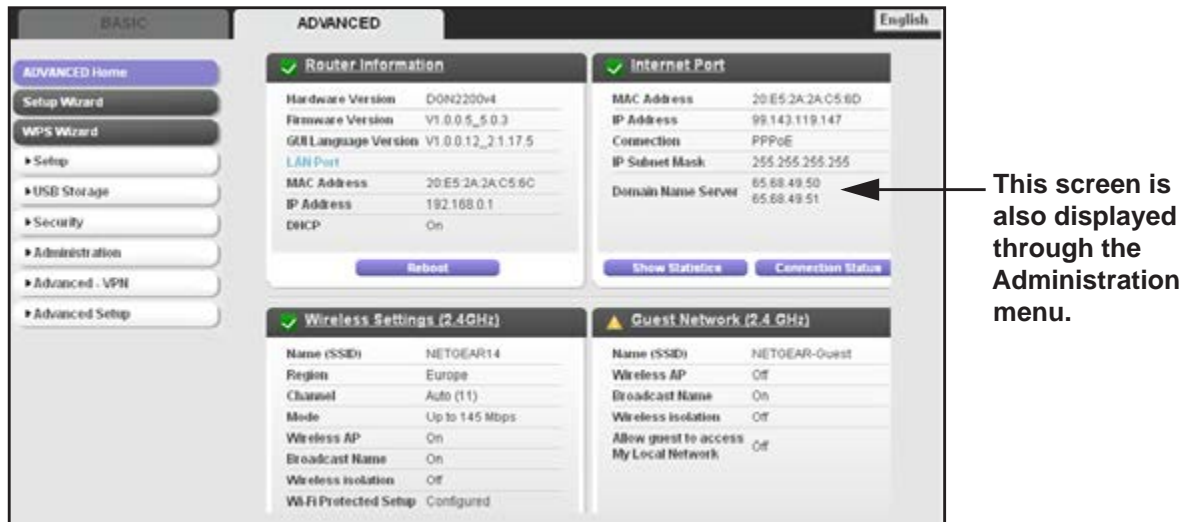 BASIC
ADVANCED
English
ADVANCED Home
Setup Wizard
WPS Wizard
Setup
USB Storage
Security
Administration
Advanced - VPN
Advanced Setup
Router Information
Hardware Version DGN2200v4
Firmware Version V1.0.0.5_5.0.3
GUI Language Version V1.0.0.12_2.1.17.5
LAN Port
MAC Address 20:E5:2A:2A:C5:6C
IP Address 192.168.0.1
DHCP On
Reboot
Internet Port
MAC Address 20:E5:2A:2A:C5:6D
IP Address 99.143.119.147
Connection PPPoE
IP Subnet Mask 255.255.255.255
Domain Name Server 65.68.49.50
65.68.49.51
Show Statistics Connection Status
This screen is
also displayed
through the
Administration
menu.
Wireless Settings (2.4GHz)
Name (SSID) NETGEAR14
Region Europe
Channel Auto (11)
Mode Up to 145 Mbps
Wireless AP On
Broadcast Name On
Wireless isolation Off
Wi-Fi Protected Setup Configured
Guest Network (2.4 GHz)
Name (SSID) NETGEAR-Guest
Wireless AP Off
Broadcast Name On
Wireless isolation Off
Allow guest to access
My Local Network Off